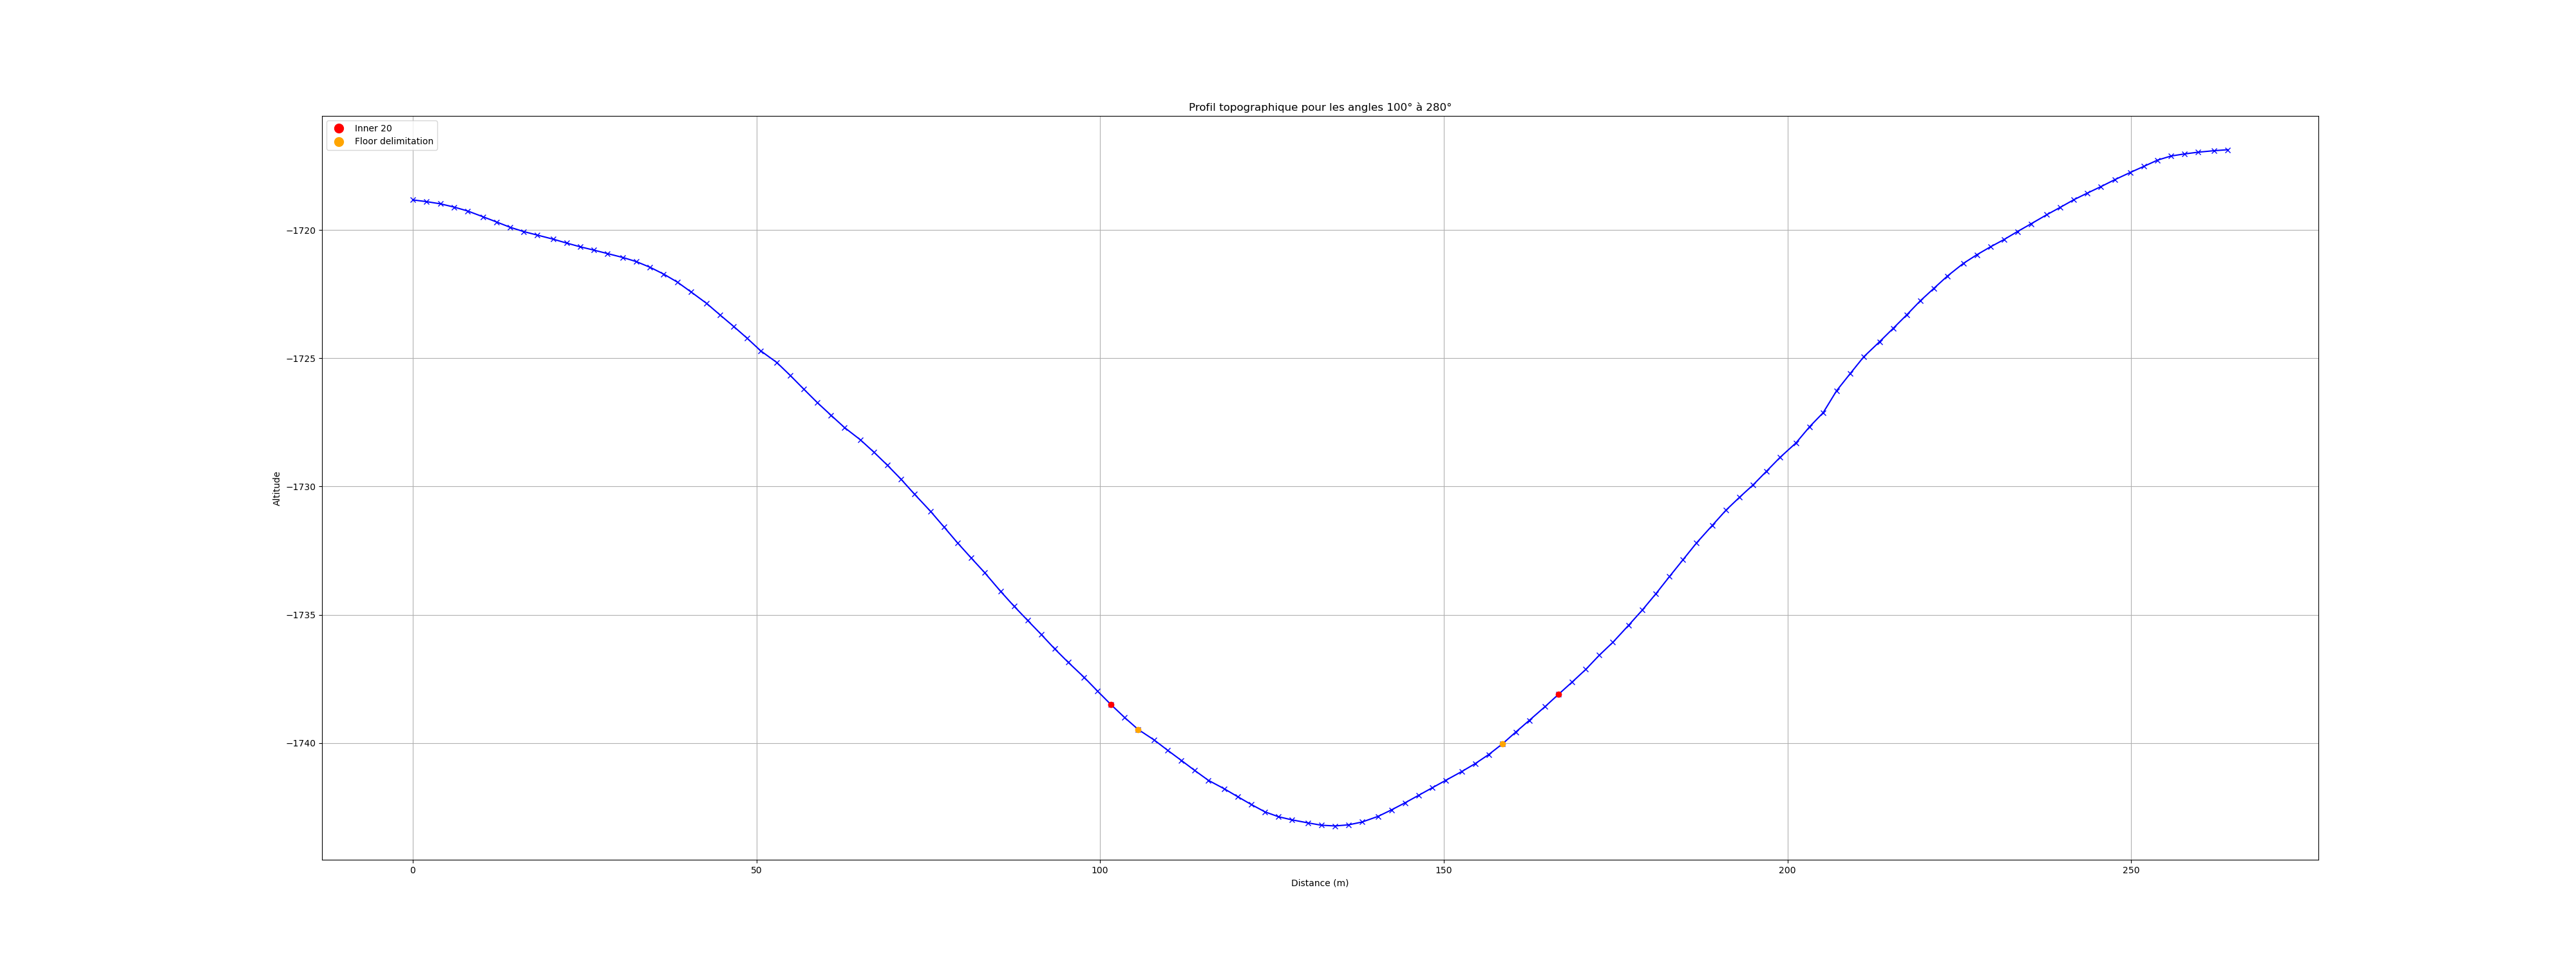 Profil topographique pour les angles 100° à 280°
Inner 20
Floor delimitation
Altitude
−1720
−1725
−1730
−1735
−1740
0 50 100 150 200 250
Distance (m)